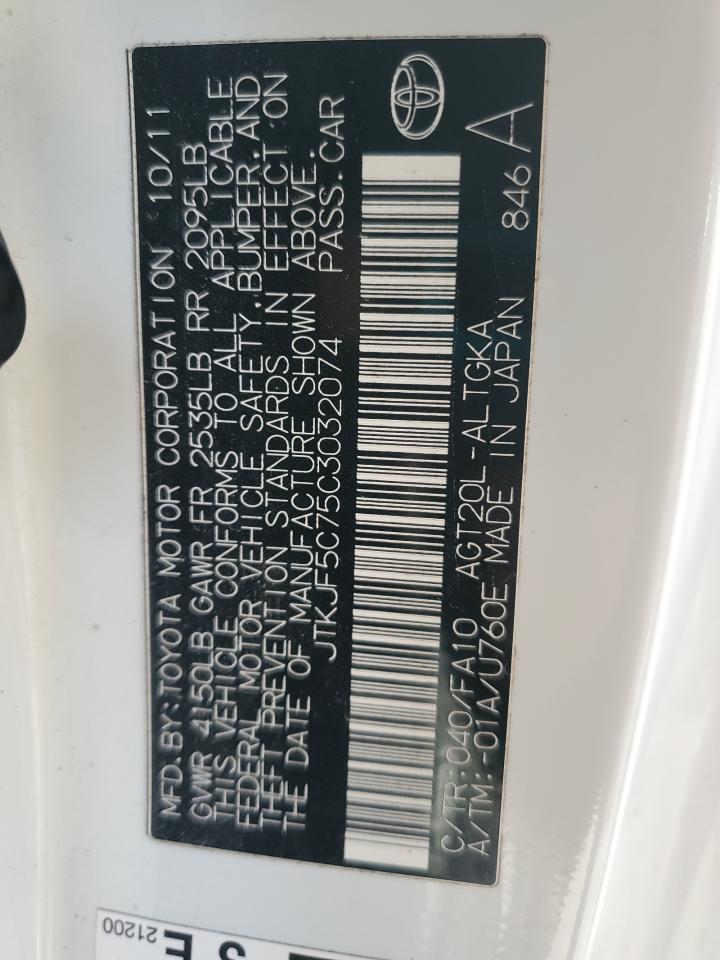 MFD.BY:TOYOTA MOTOR CORPORATION 10/11
GVWR 4150LB GAWR FR 2535LB RR 2095LB
THIS VEHICLE CONFORMS TO ALL APPLICABLE
FEDERAL MOTOR VEHICLE SAFETY,BUMPER,AND
THEFT PREVENTION STANDARDS IN EFFECT ON
THE DATE OF MANUFACTURE SHOWN ABOVE.
JTKJF5C75C3032074 PASS.CAR
C/TR:040/FA10 AGT20L-ALTGKA
A/TM:-01A/U760E MADE IN JAPAN 846 A
21200
3 E